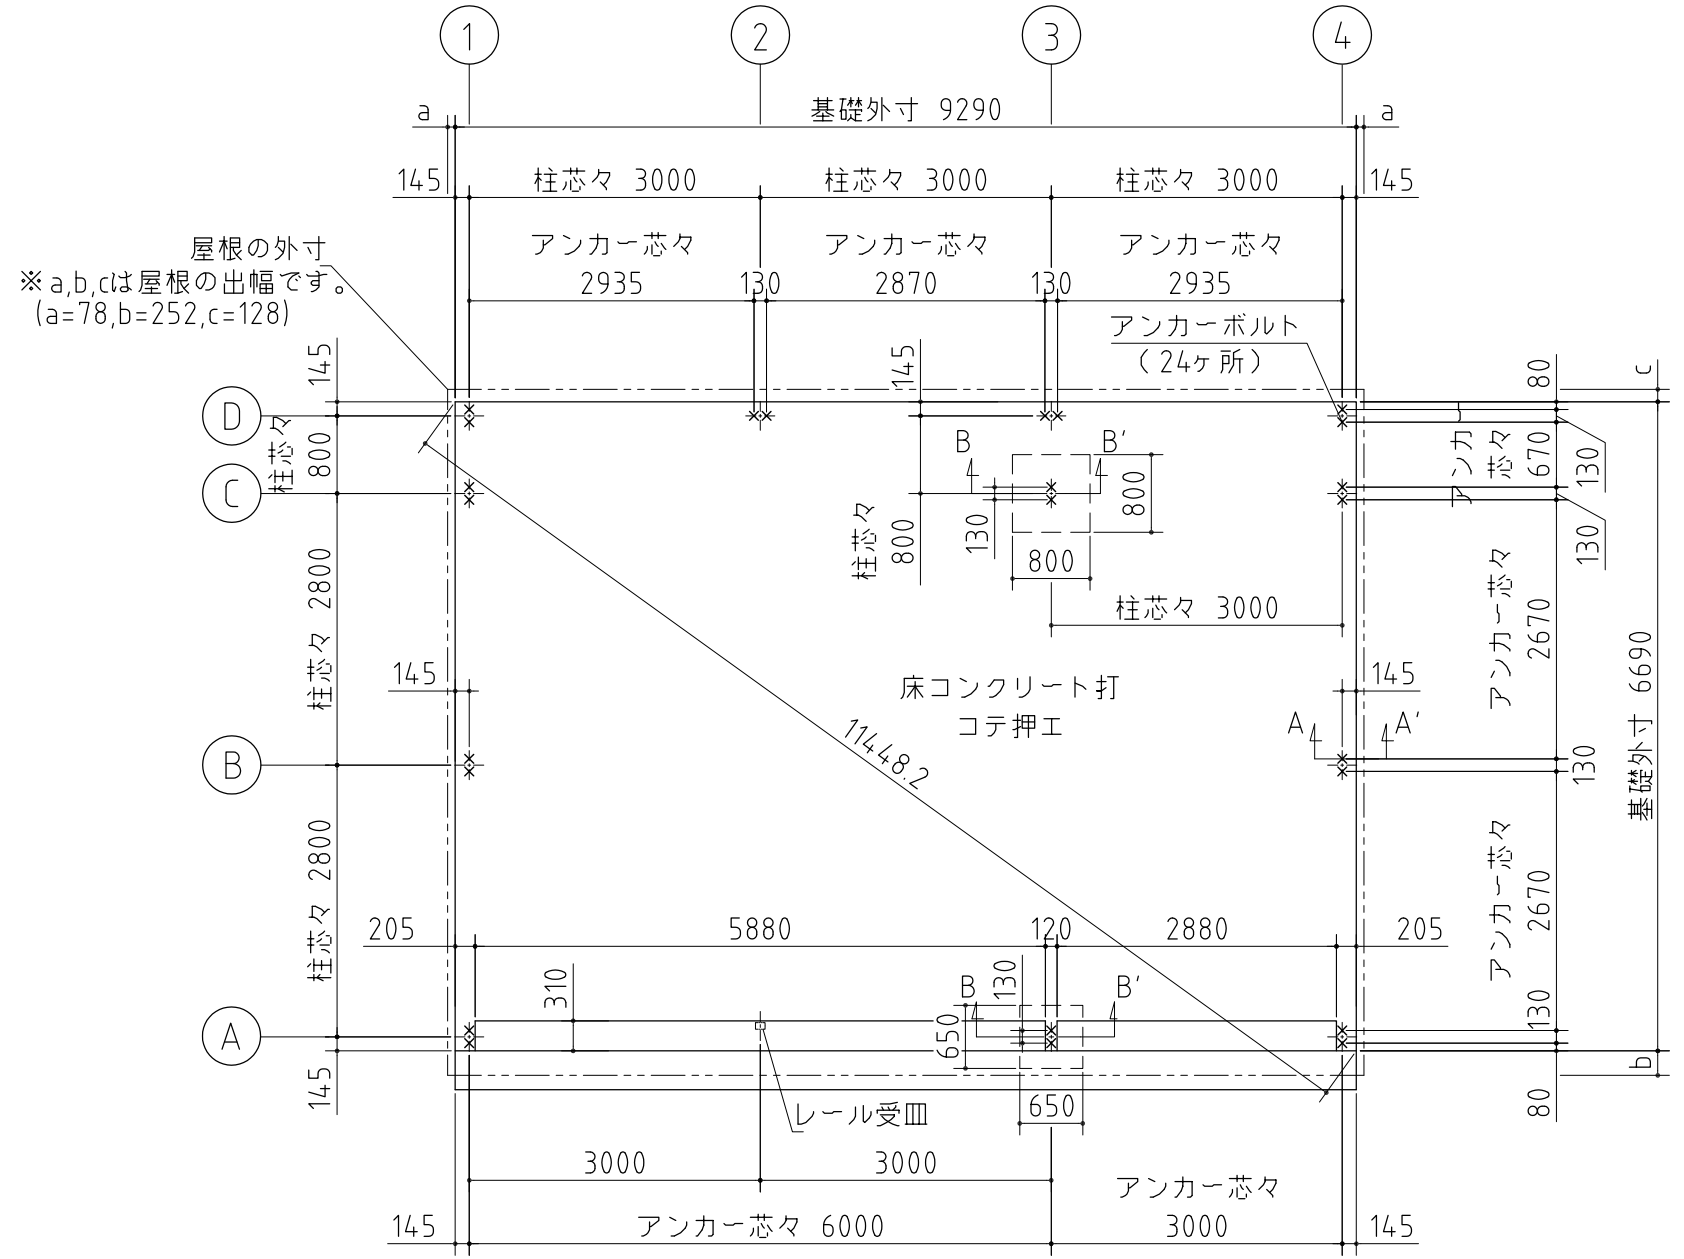 1
2
3
4
a
基礎外寸 9290
a
145
柱芯々 3000
柱芯々 3000
柱芯々 3000
145
アンカー芯々
アンカー芯々
アンカー芯々
2935
130
2870
130
2935
屋根の外寸
※a,b,cは屋根の出幅です。
(a=78,b=252,c=128)
アンカーボルト
(24ヶ所)
145
145
80
c
D
柱芯々
800
アンカー
芯々
670
130
B
B'
C
800
130
800
柱芯々
800
130
柱芯々 2800
柱芯々 3000
アンカー芯々
2670
基礎外寸 6690
145
145
床コンクリート打
コテ押エ
A
A'
11448.2
B
130
柱芯々 2800
アンカー芯々
2670
205
5880
120
2880
205
310
130
B
B'
650
130
A
145
b
80
レール受皿
650
3000
3000
アンカー芯々
145
アンカー芯々 6000
3000
145